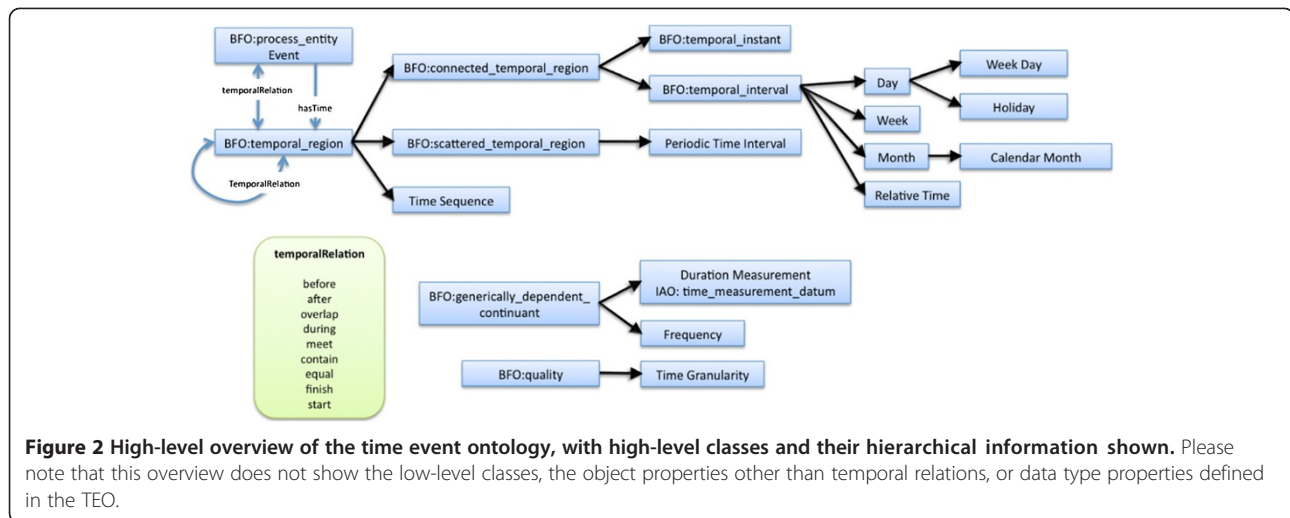 BFO:process_entity
Event
temporalRelation
hasTime
BFO:temporal_region
TemporalRelation
BFO:connected_temporal_region
BFO:scattered_temporal_region
Time Sequence
BFO:temporal_instant
BFO:temporal_interval
Periodic Time Interval
Day
Week
Month
Relative Time
Week Day
Holiday
Calendar Month
temporalRelation
before
after
overlap
during
meet
contain
equal
finish
start
BFO:generically_dependent_
continuant
Duration Measurement
IAO: time_measurement_datum
Frequency
BFO:quality
Time Granularity
Figure 2 High-level overview of the time event ontology, with high-level classes and their hierarchical information shown. Please
note that this overview does not show the low-level classes, the object properties other than temporal relations, or data type properties defined
in the TEO.